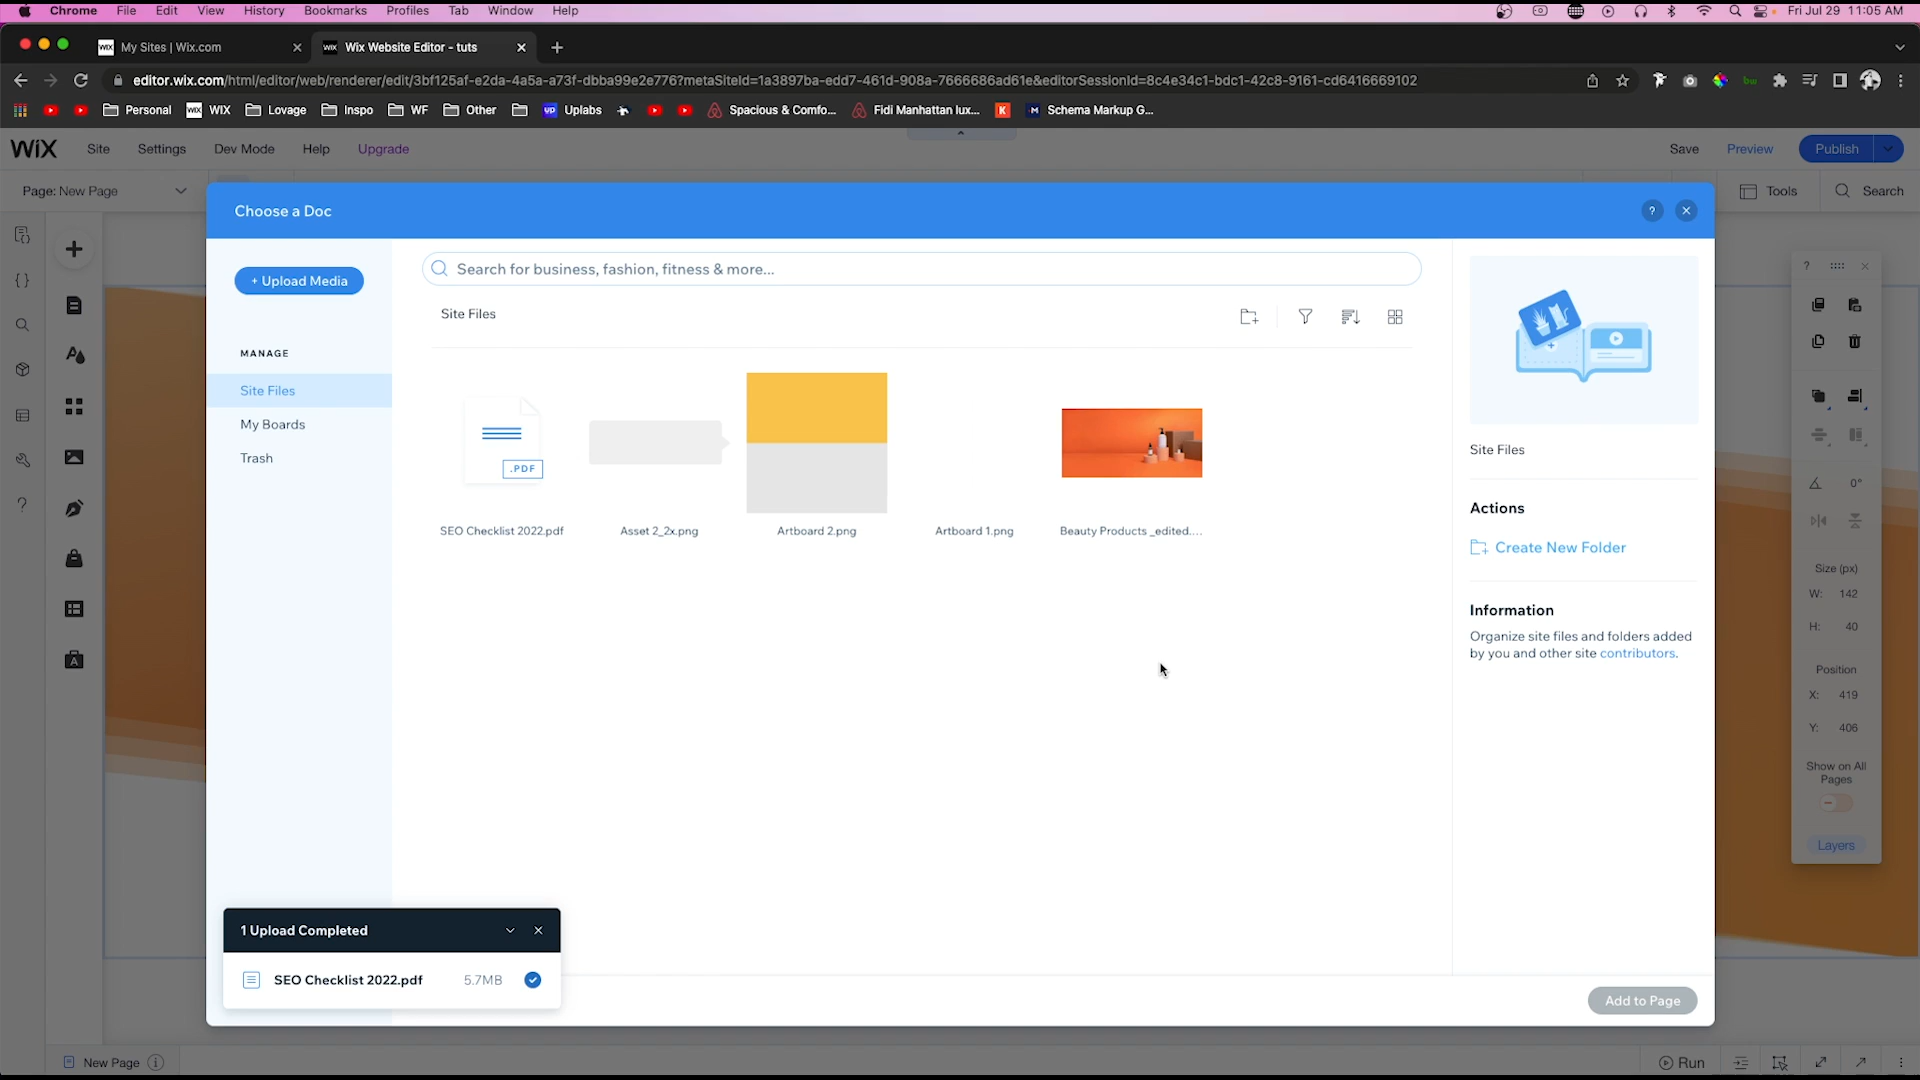 Chrome File Edit View History Bookmarks Profiles Tab Window Help Fri Jul 29 11:05 AM
WIX My Sites | Wix.com WIX Wix Website Editor - tuts
editor.wix.com/html/editor/web/renderer/edit/3bf125af-e2da-4a5a-a73f-dbba99e2e776?metaSiteId=1a3897ba-edd7-461d-908a-7666686ad61e&editorSessionId=8c4e34c1-bdc1-42c8-9161-cd6416669102
Personal WIX WIX Lovage Inspo WF Other UP Uplabs Spacious & Comfo... Fidi Manhattan lux... K M Schema Markup G...
WIX Site Settings Dev Mode Help Upgrade Save Preview Publish
Page: New Page Tools Search
Choose a Doc ?
+ Upload Media
Search for business, fashion, fitness & more...
Site Files
MANAGE
Site Files
My Boards
Trash
.PDF
SEO Checklist 2022.pdf Asset 2_2x.png Artboard 2.png Artboard 1.png Beauty Products _edited....
Site Files
Actions
Create New Folder
Information
Organize site files and folders added
by you and other site contributors.
?
0°
Size (px)
W: 142
H: 40
Position
X: 419
Y: 406
Show on All
Pages
Layers
1 Upload Completed
SEO Checklist 2022.pdf 5.7MB
Add to Page
New Page Run